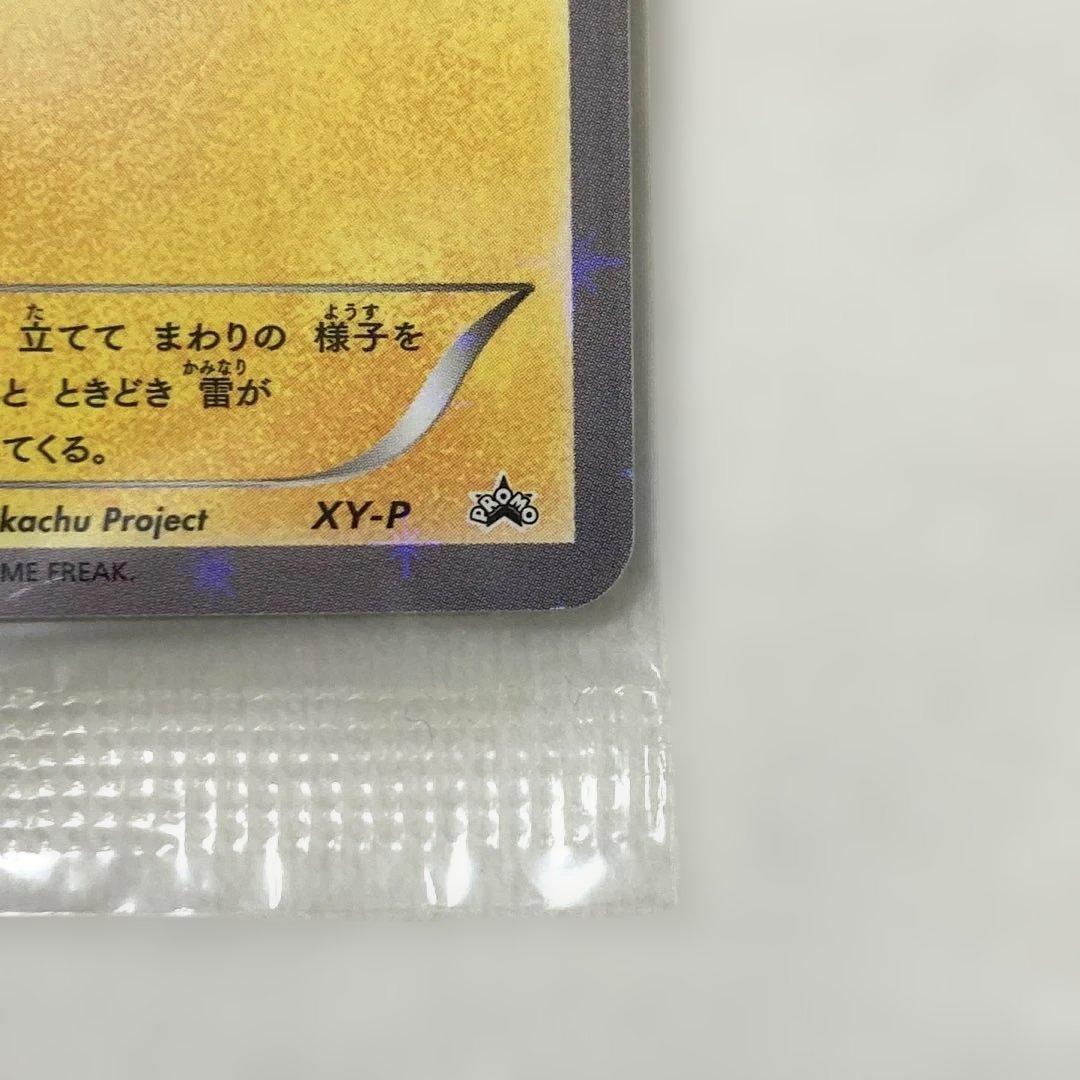 立てて まわりの 様子を
と ときどき 雷が
てくる。
kachu Project XY-P PROMO
ME FREAK.